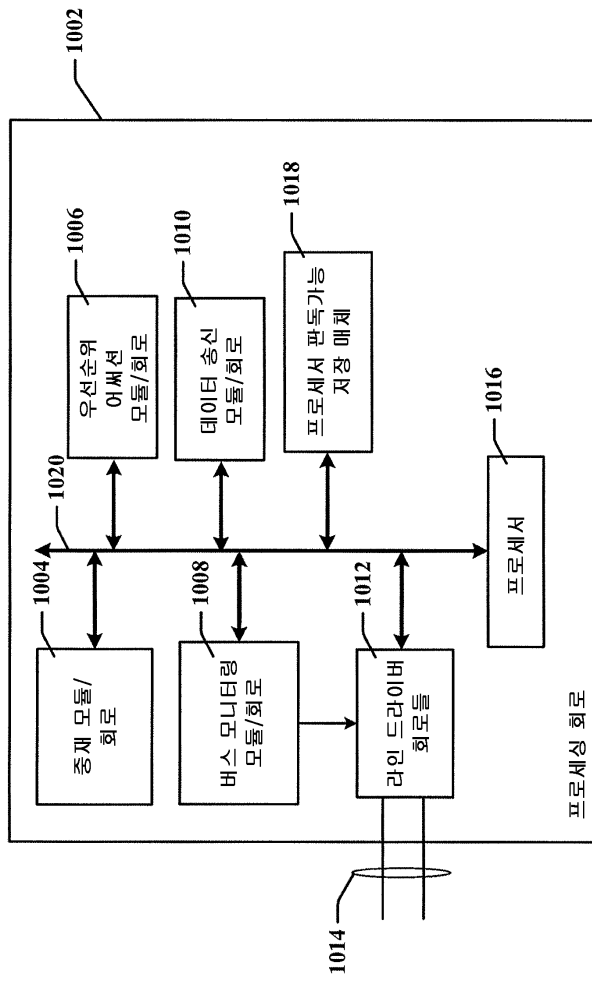 1002
1004
중재 모듈/
회로
1020
1006
우선순위
어써션
모듈/회로
1008
버스 모니터링
모듈/회로
1010
데이터 송신
모듈/회로
1012
라인 드라이버
회로들
1018
프로세서 판독가능
저장 매체
1014
1016
프로세서
프로세싱 회로